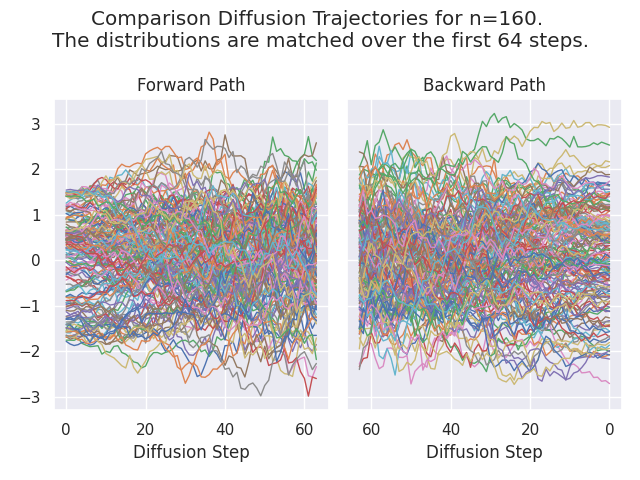 Comparison Diffusion Trajectories for n=160.
The distributions are matched over the first 64 steps.
Forward Path
Backward Path
3
2
1
0
−1
−2
−3
0 20 40 60
60 40 20 0
Diffusion Step
Diffusion Step